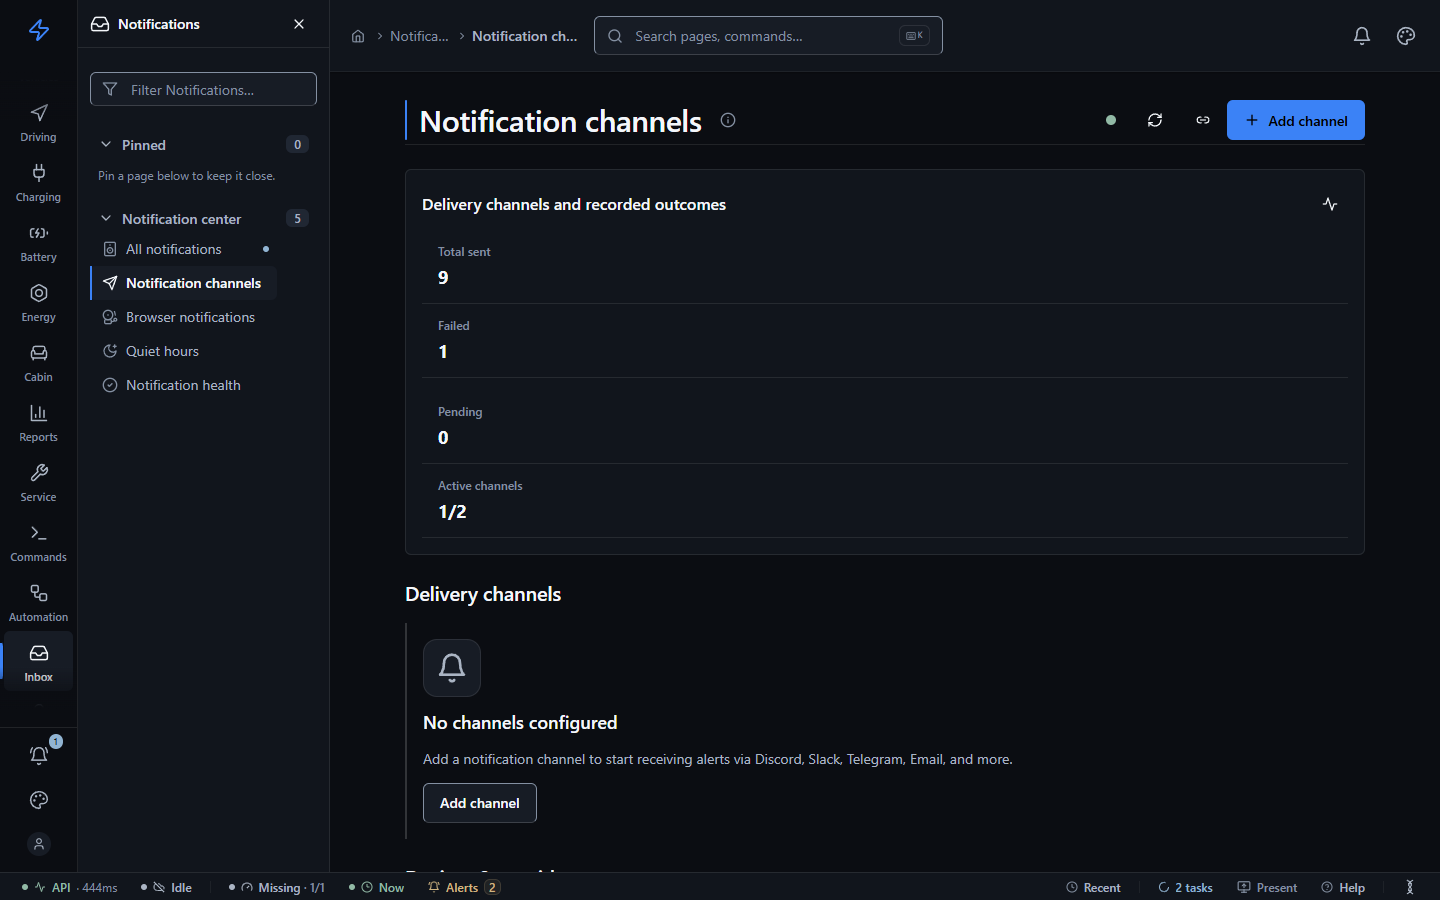 Notifications
Notifica...
Notification ch...
Search pages, commands...
K
Filter Notifications...
Pinned
0
Pin a page below to keep it close.
Notification center
5
All notifications
Notification channels
Browser notifications
Quiet hours
Notification health
Driving
Charging
Battery
Energy
Cabin
Reports
Service
Commands
Automation
Inbox
1
Notification channels
Add channel
Delivery channels and recorded outcomes
Total sent
9
Failed
1
Pending
0
Active channels
1/2
Delivery channels
No channels configured
Add a notification channel to start receiving alerts via Discord, Slack, Telegram, Email, and more.
Add channel
API · 444ms
Idle
Missing · 1/1
Now
Alerts 2
Recent
2 tasks
Present
Help